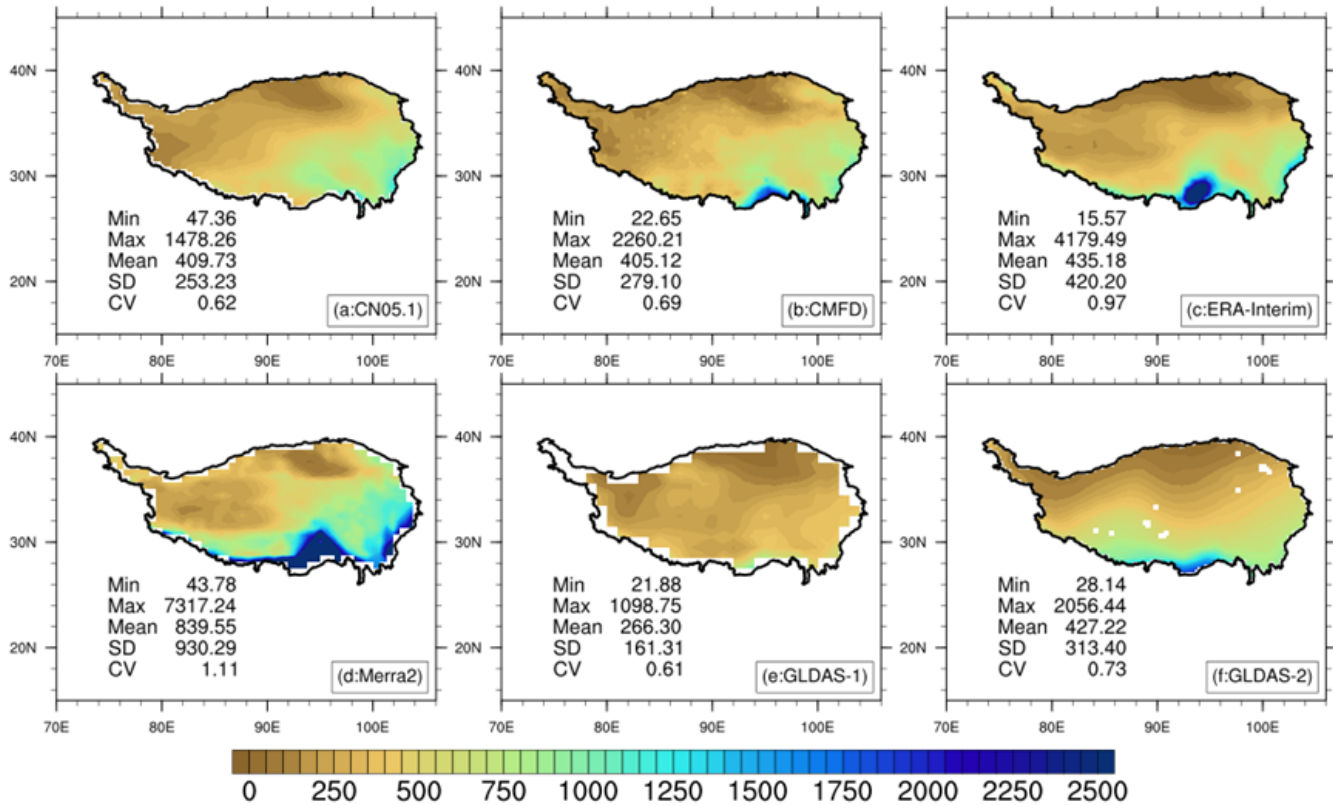 40N
30N
20N
Min 47.36
Max 1478.26
Mean 409.73
SD 253.23
CV 0.62
(a:CN05.1)
70E 80E 90E 100E
40N
30N
20N
Min 22.65
Max 2260.21
Mean 405.12
SD 279.10
CV 0.69
(b:CMFD)
70E 80E 90E 100E
40N
30N
20N
Min 15.57
Max 4179.49
Mean 435.18
SD 420.20
CV 0.97
(c:ERA-Interim)
70E 80E 90E 100E
40N
30N
20N
Min 43.78
Max 7317.24
Mean 839.55
SD 930.29
CV 1.11
(d:Merra2)
70E 80E 90E 100E
40N
30N
20N
Min 21.88
Max 1098.75
Mean 266.30
SD 161.31
CV 0.61
(e:GLDAS-1)
70E 80E 90E 100E
40N
30N
20N
Min 28.14
Max 2056.44
Mean 427.22
SD 313.40
CV 0.73
(f:GLDAS-2)
70E 80E 90E 100E
0 250 500 750 1000 1250 1500 1750 2000 2250 2500